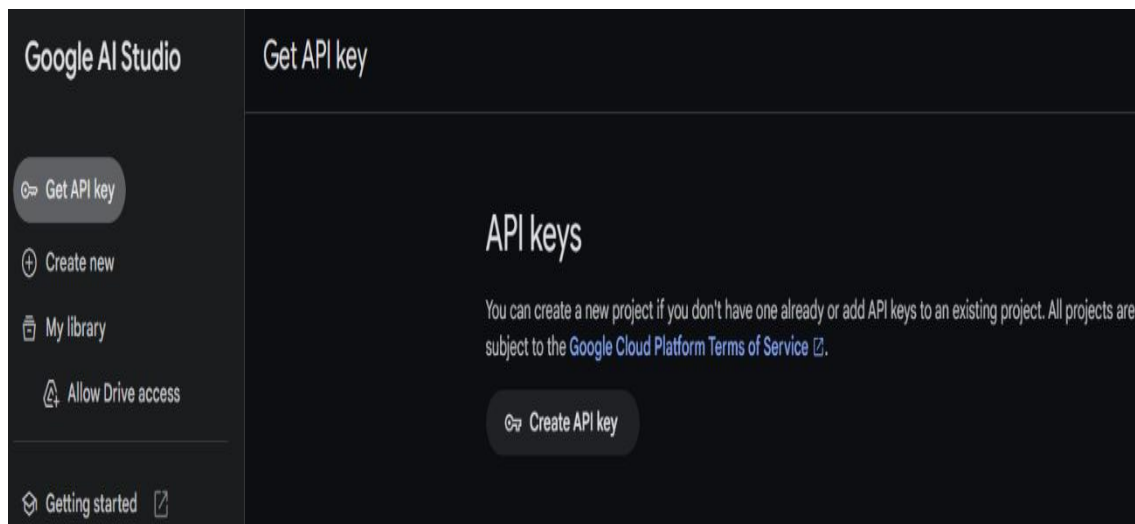 Google AI Studio
Get API key
Get API key
Create new
My library
Allow Drive access
Getting started
API keys
You can create a new project if you don't have one already or add API keys to an existing project. All projects are
subject to the Google Cloud Platform Terms of Service.
Create API key